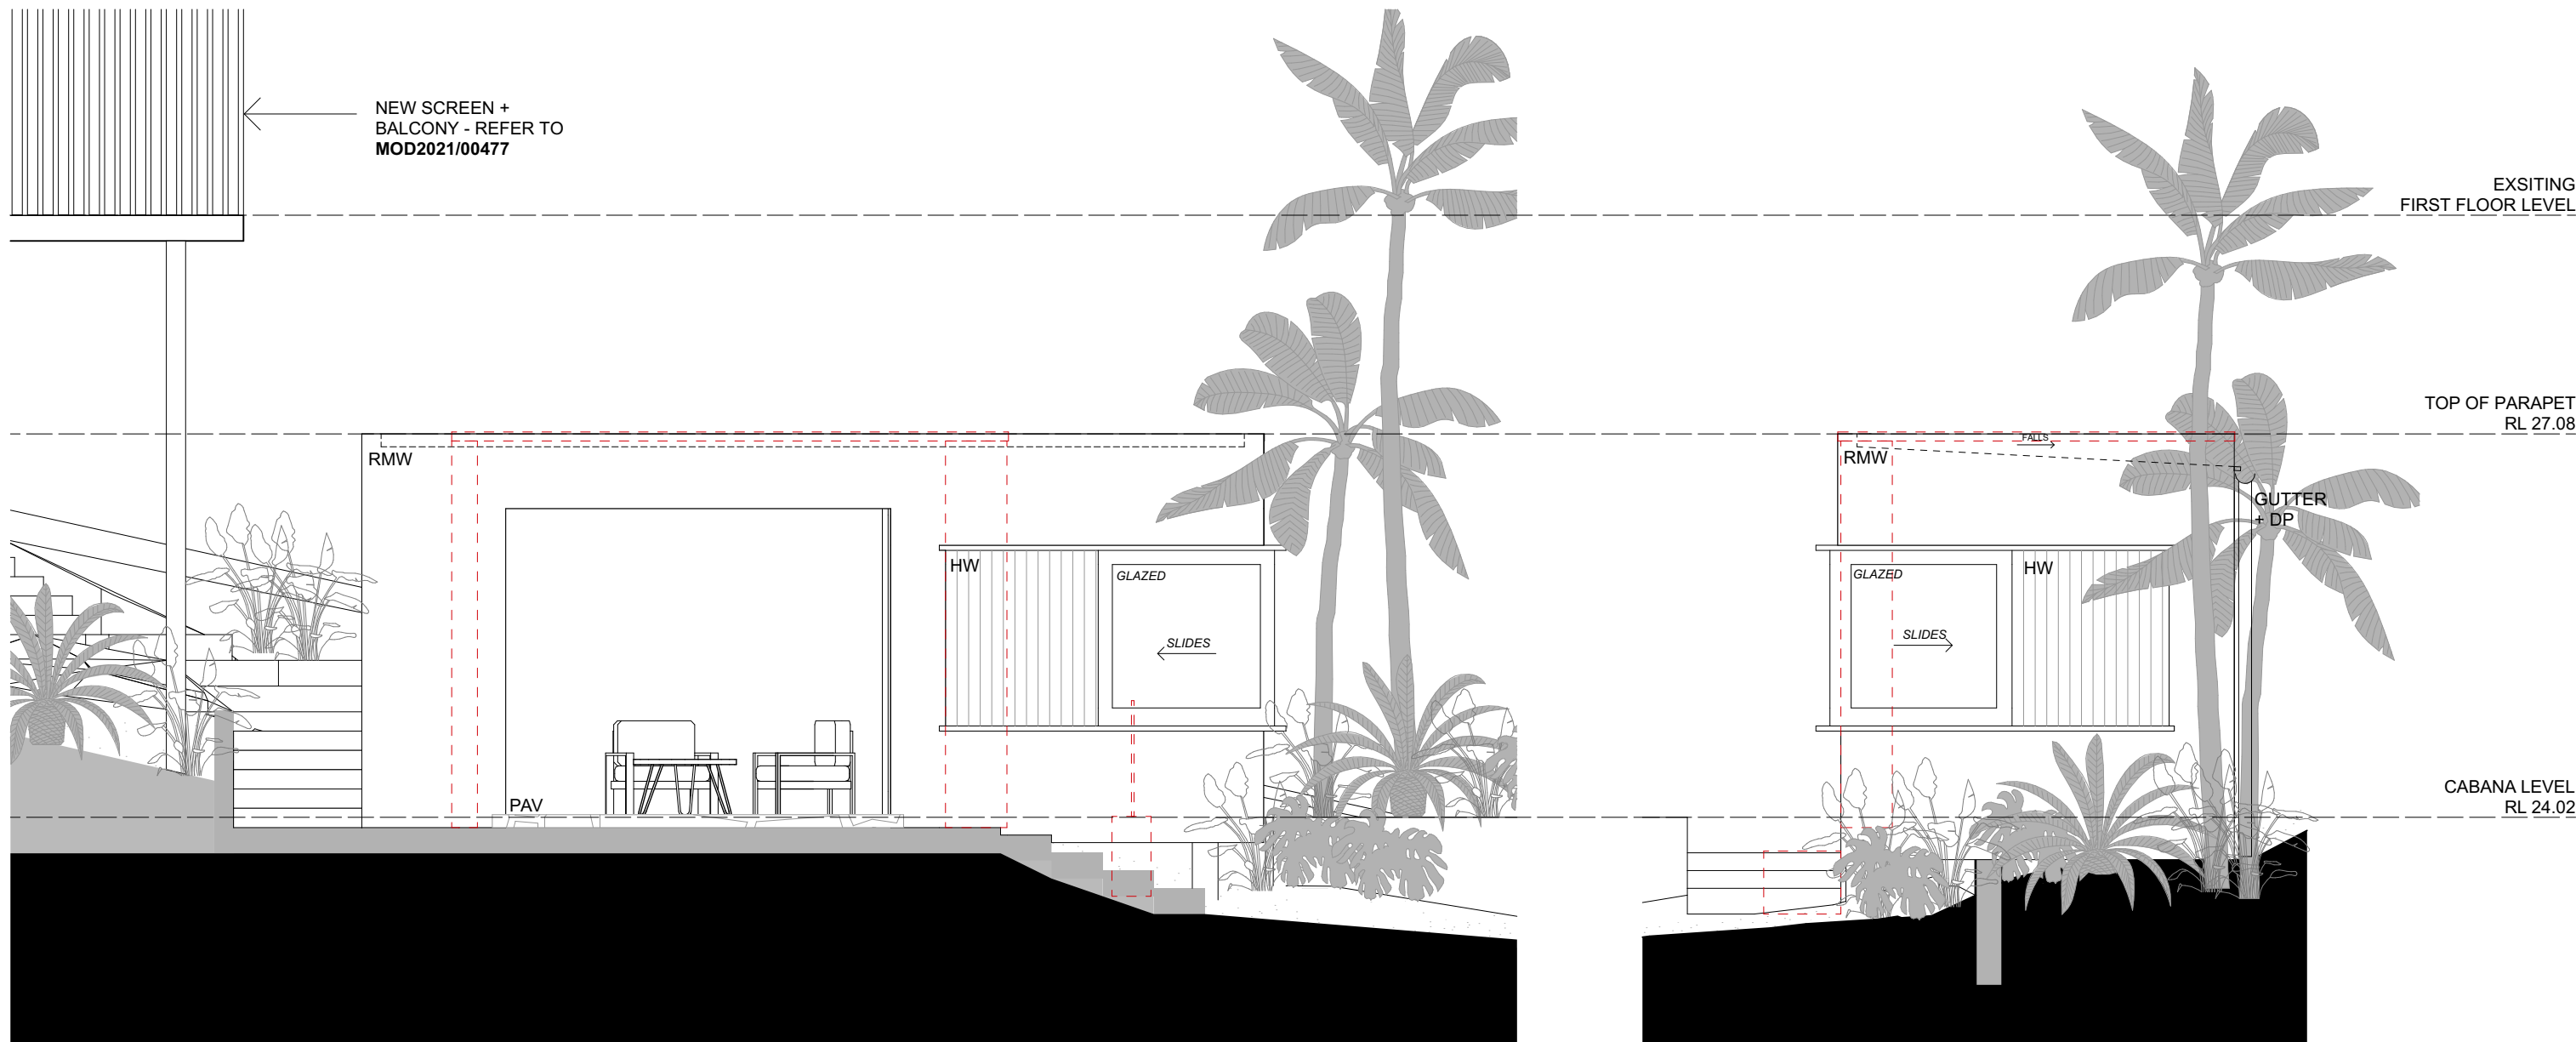 NEW SCREEN +
BALCONY - REFER TO
MOD2021/00477
EXSITING
FIRST FLOOR LEVEL
TOP OF PARAPET
RL 27.08
RMW
FALLS
RMW
GUTTER
+ DP
HW
GLAZED
SLIDES
GLAZED
HW
SLIDES
PAV
CABANA LEVEL
RL 24.02